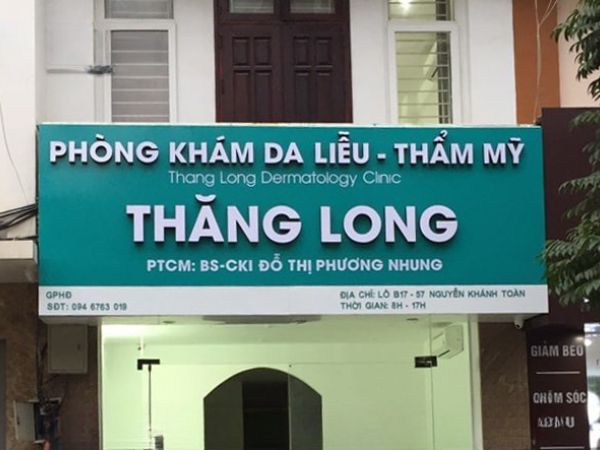 PHÒNG KHÁM DA LIỄU - THẨM MỸ
Thang Long Dermatology Clinic
THĂNG LONG
PTCM: BS-CKI ĐỖ THỊ PHƯƠNG NHUNG
GPHĐ
SĐT: 094 6763 019
ĐỊA CHỈ: LÔ B17 - 57 NGUYỄN KHÁNH TOÀN
THỜI GIAN: 8H - 17H
GIẢM BÉO
CHĂM SÓC